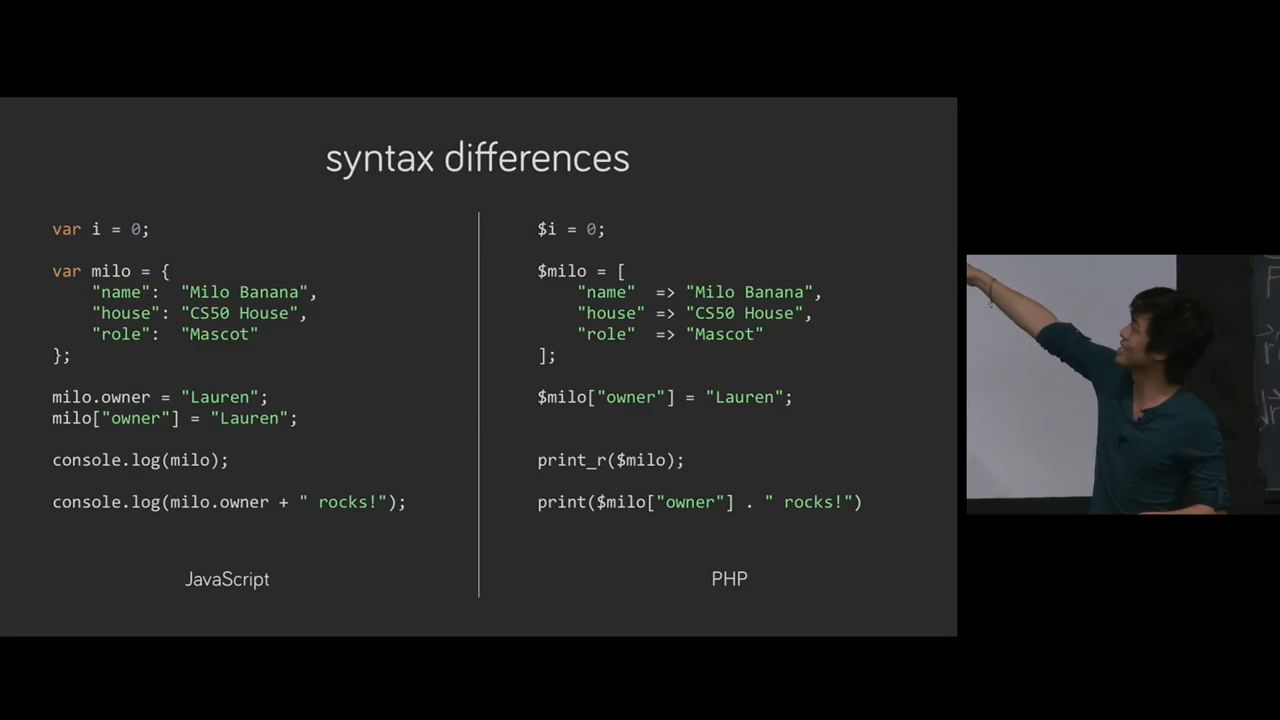 syntax differences
var i = 0;
var milo = {
    "name":  "Milo Banana",
    "house": "CS50 House",
    "role":  "Mascot"
};
milo.owner = "Lauren";
milo["owner"] = "Lauren";
console.log(milo);
console.log(milo.owner + " rocks!");
JavaScript
$i = 0;
$milo = [
    "name"  => "Milo Banana",
    "house" => "CS50 House",
    "role"  => "Mascot"
];
$milo["owner"] = "Lauren";
print_r($milo);
print($milo["owner"] . " rocks!")
PHP